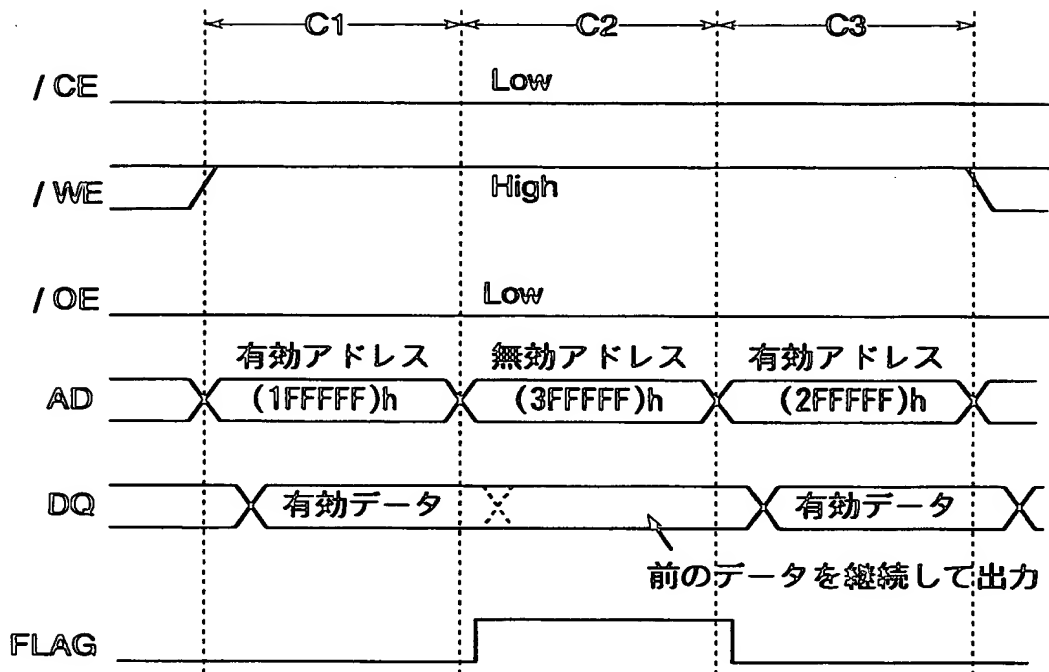 C1 C2 C3
/CE Low
/WE High
/OE Low
有効アドレス 無効アドレス 有効アドレス
AD (1FFFFF)h (3FFFFF)h (2FFFFF)h
DQ 有効データ 有効データ
前のデータを継続して出力
FLAG